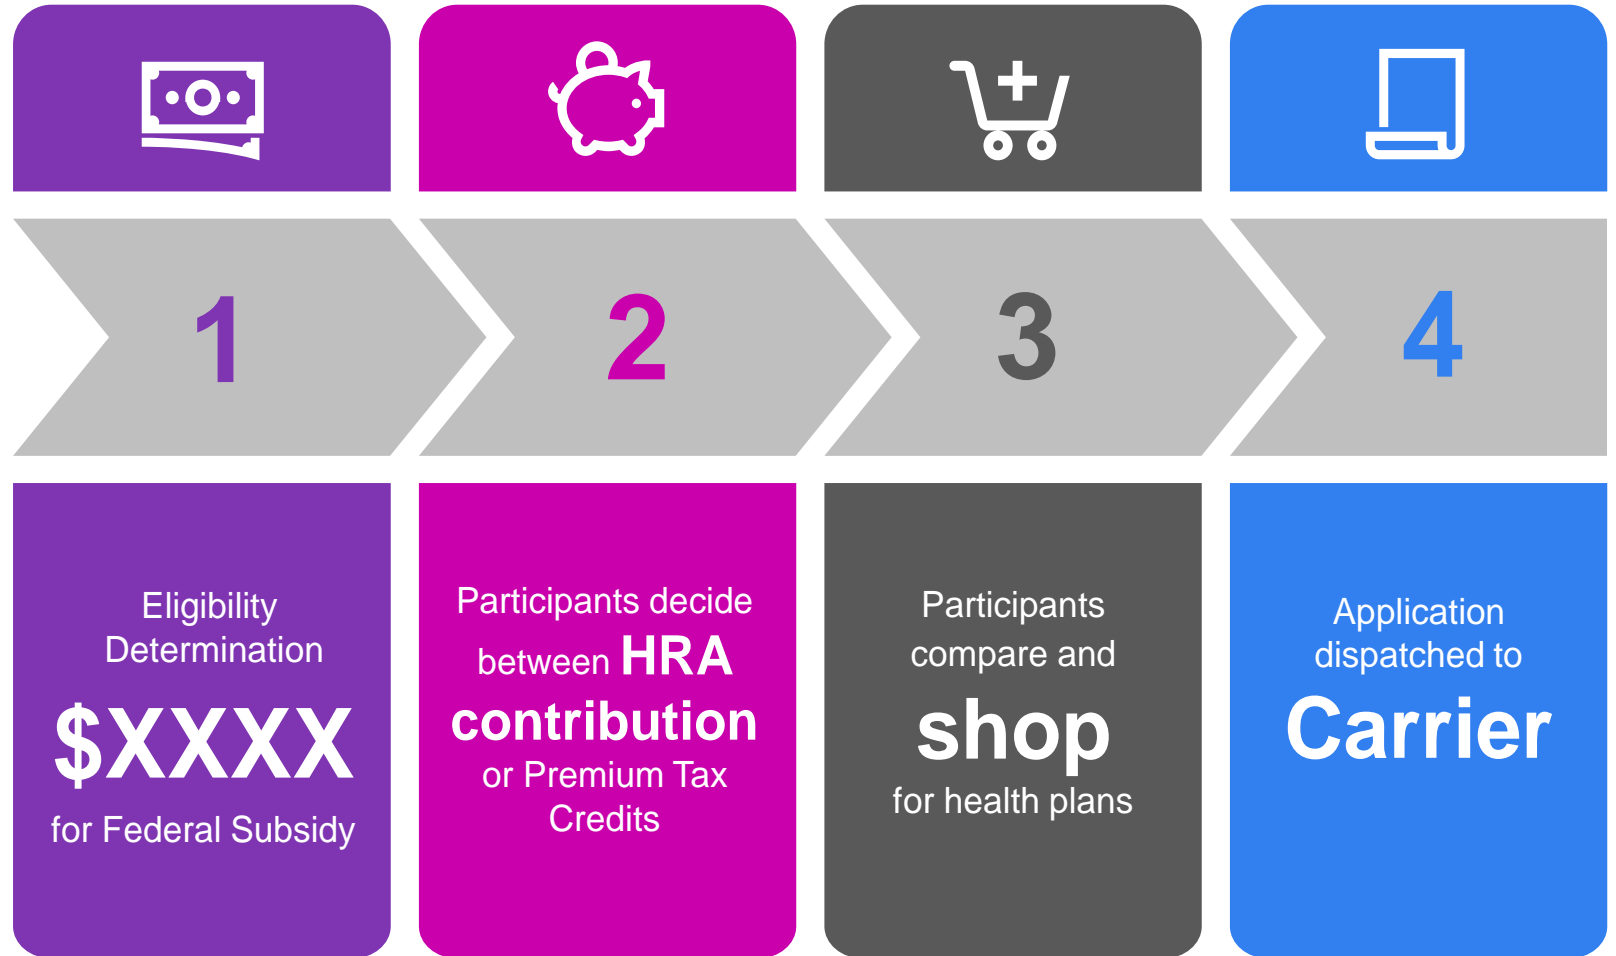 1
2
3
4
Eligibility
Determination
$XXXX
for Federal Subsidy
Participants decide
between HRA
contribution
or Premium Tax
Credits
Participants
compare and
shop
for health plans
Application
dispatched to
Carrier